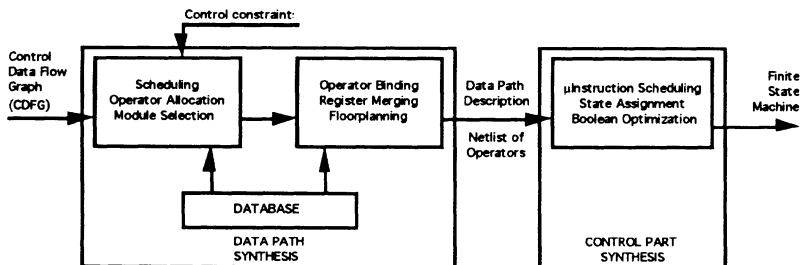 Control constraint:
Control
Data Flow
Graph
(CDFG)
Scheduling
Operator Allocation
Module Selection
Operator Binding
Register Merging
Floorplanning
Data Path
Description
Netlist of
Operators
µInstruction Scheduling
State Assignment
Boolean Optimization
Finite
State
Machine
DATABASE
DATA PATH
SYNTHESIS
CONTROL PART
SYNTHESIS